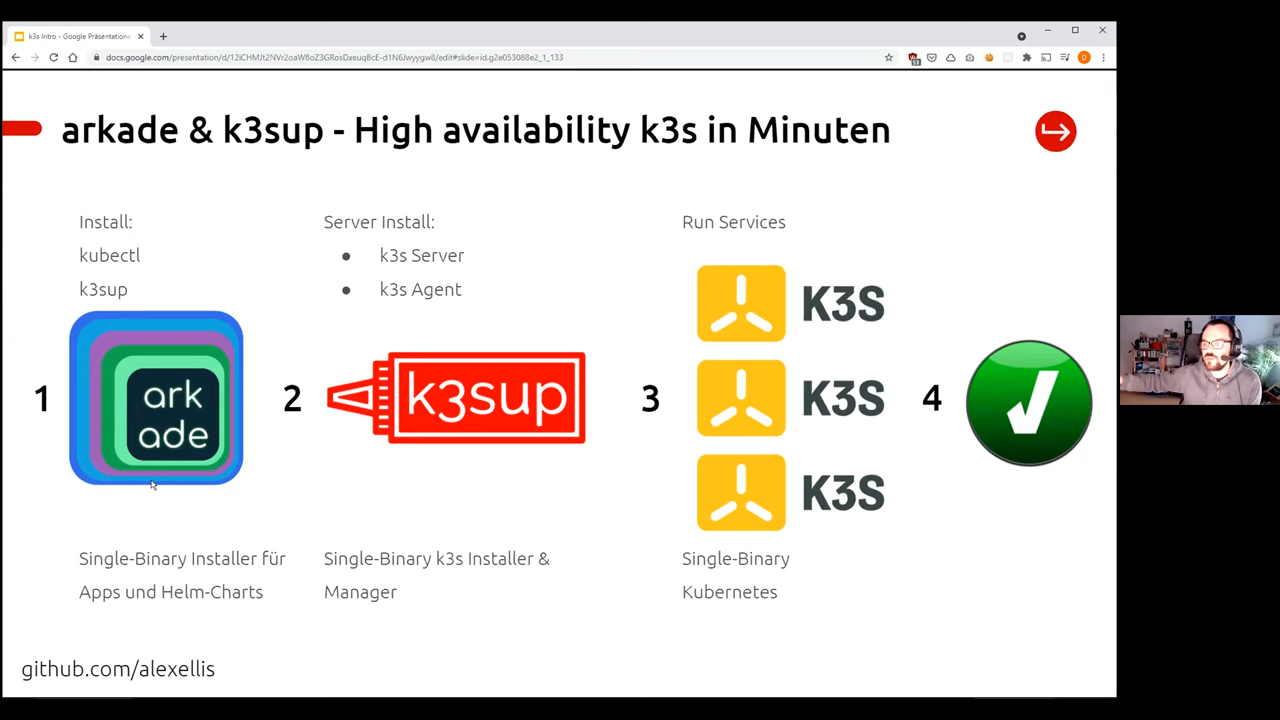 k3s Intro - Google Präsentationen
docs.google.com/presentation/d/12iCHMJt2NVr2oaW8oZ3GRosDxeuqBcE-d1N6Jwyygw8/edit#slide=id.g2e053088e2_1_133
arkade & k3sup - High availability k3s in Minuten
Install:
kubectl
k3sup
Server Install:
● k3s Server
● k3s Agent
Run Services
1
ark
ade
2
k3sup
3
K3S
K3S
K3S
4
Single-Binary Installer für
Apps und Helm-Charts
Single-Binary k3s Installer &
Manager
Single-Binary
Kubernetes
github.com/alexellis